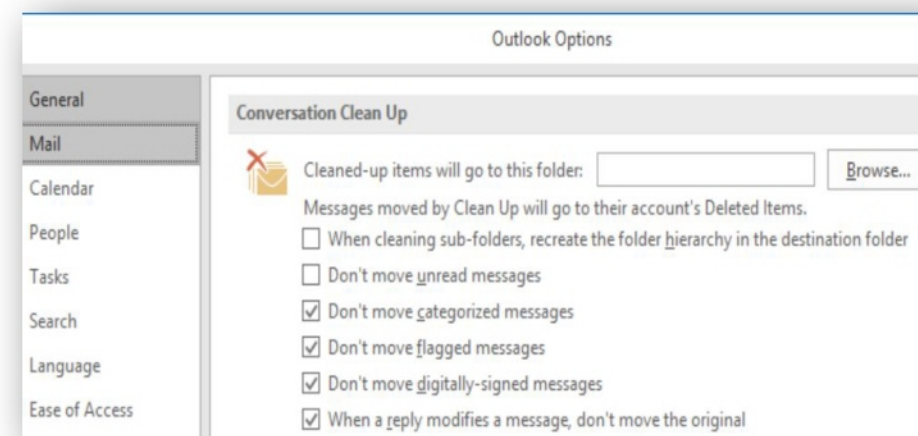 Outlook Options
General
Mail
Calendar
People
Tasks
Search
Language
Ease of Access
Conversation Clean Up
Cleaned-up items will go to this folder:
Browse...
Messages moved by Clean Up will go to their account's Deleted Items.
When cleaning sub-folders, recreate the folder hierarchy in the destination folder
Don't move unread messages
Don't move categorized messages
Don't move flagged messages
Don't move digitally-signed messages
When a reply modifies a message, don't move the original